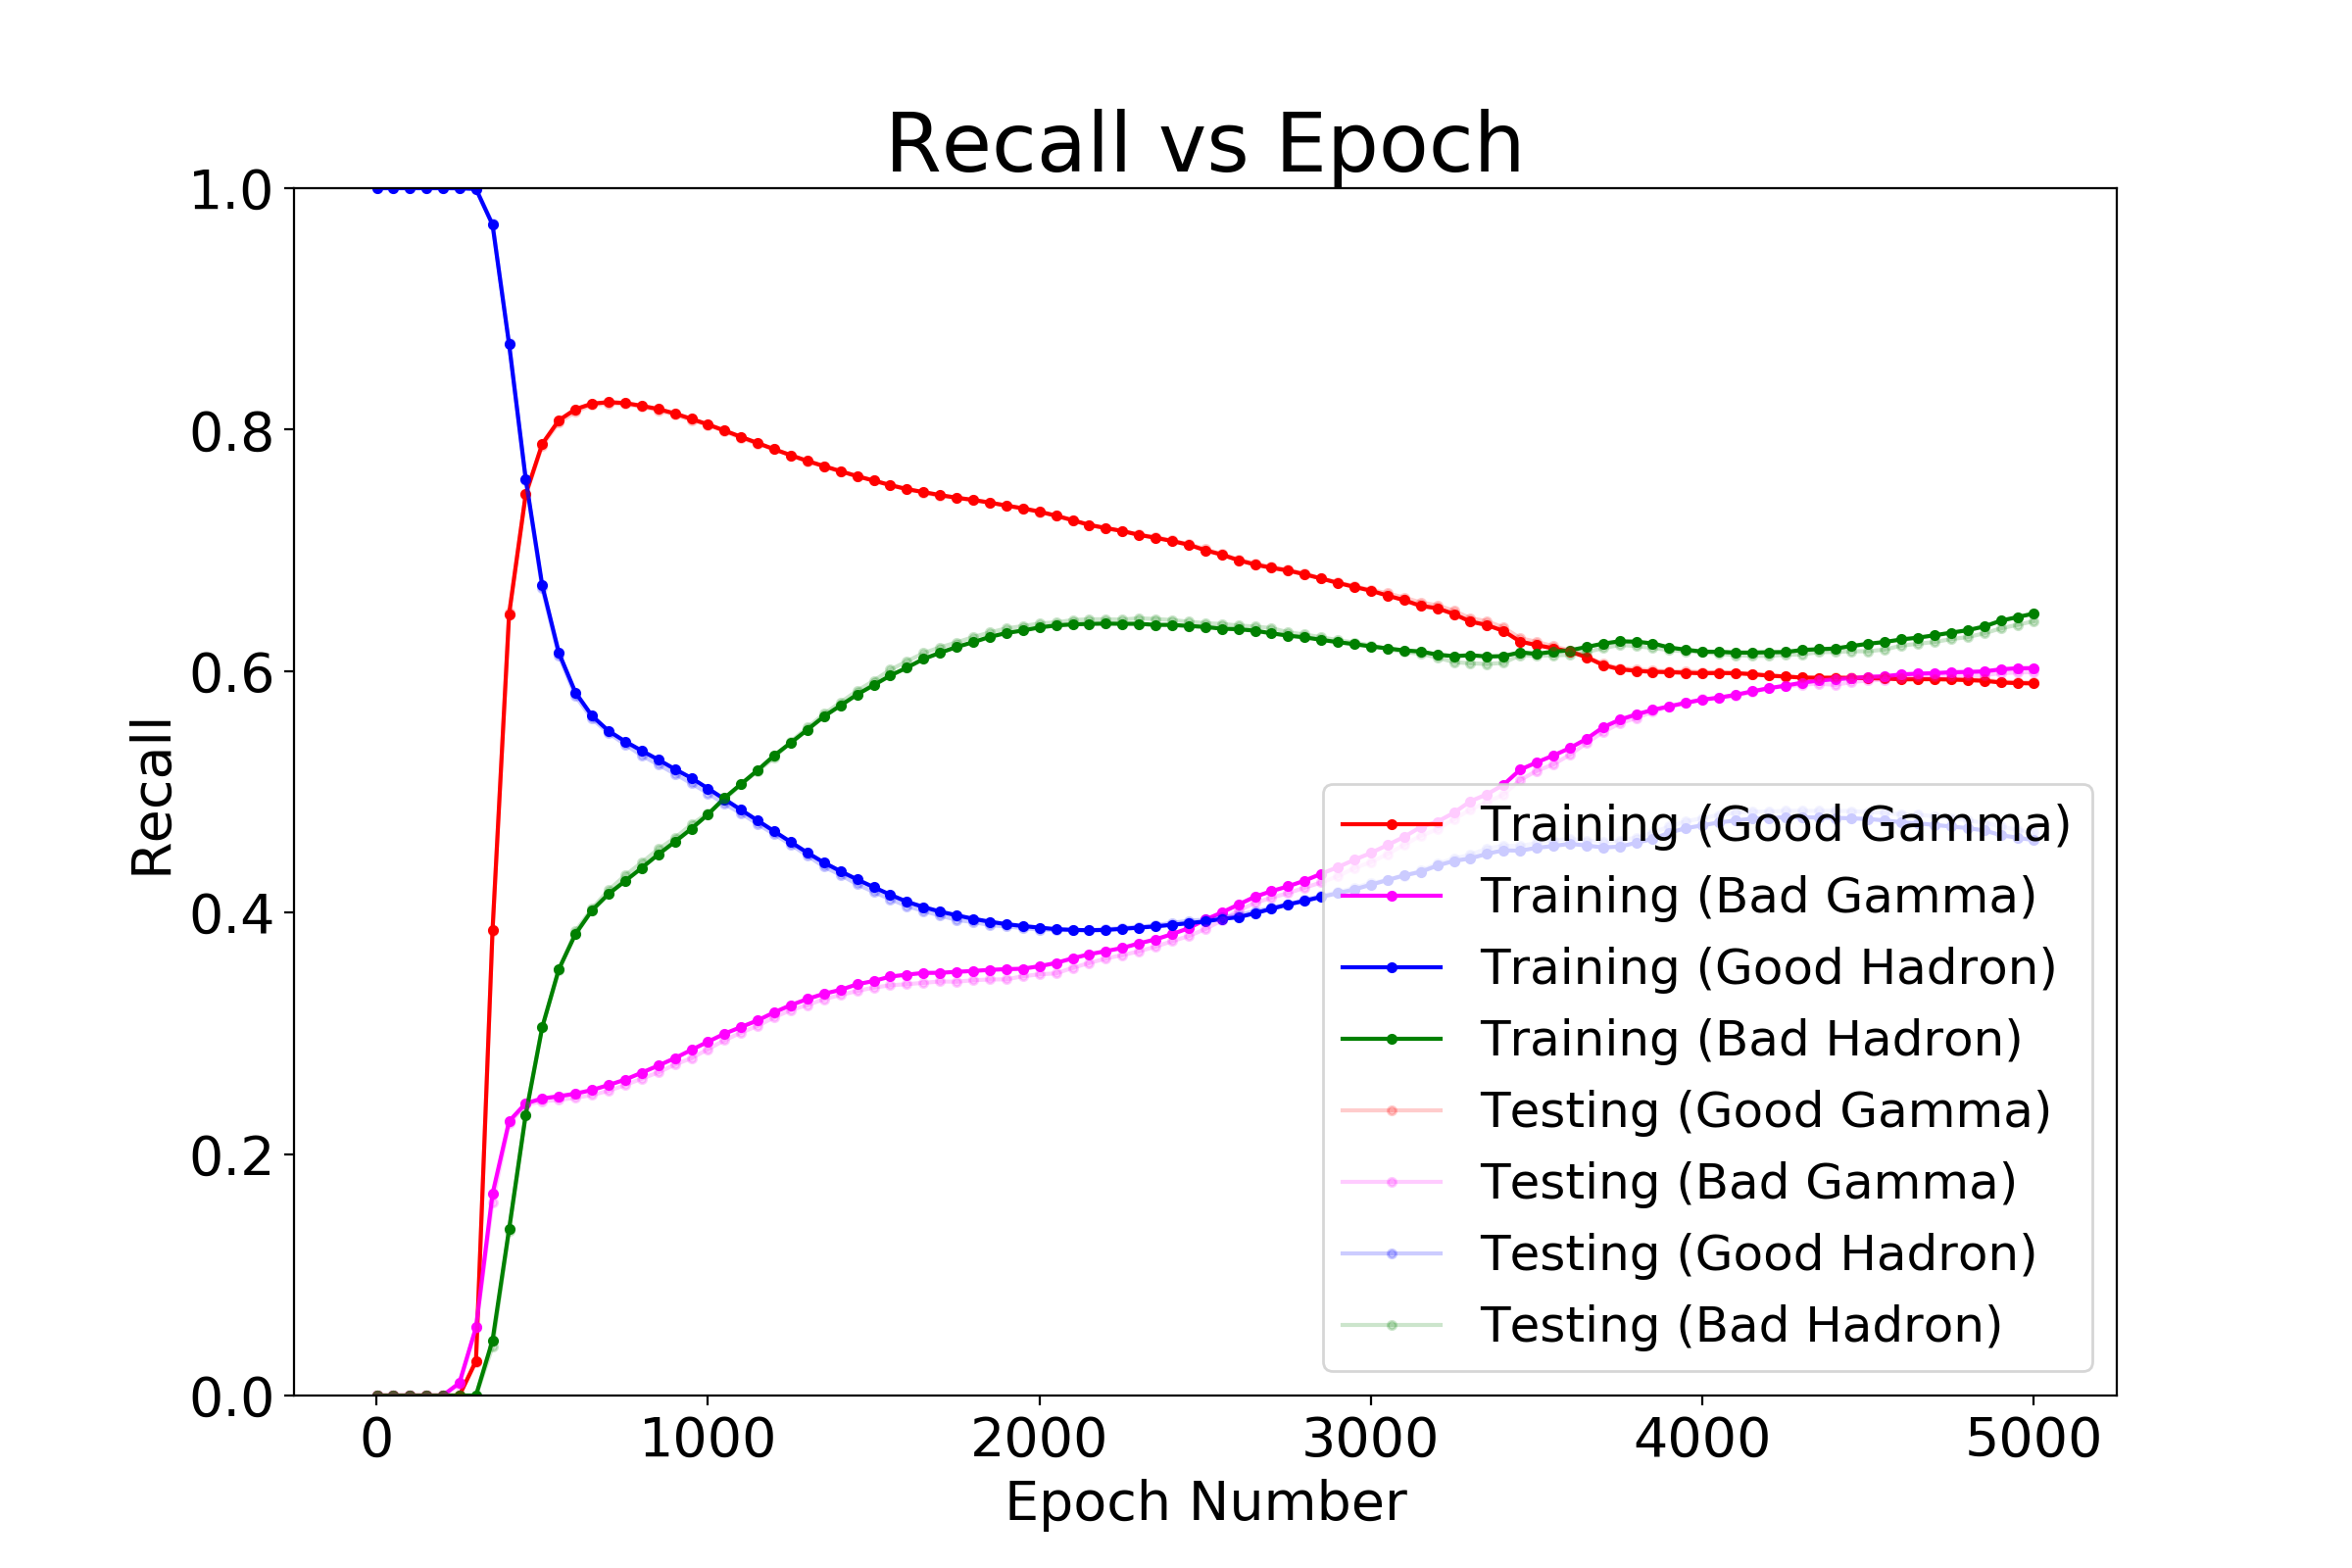 Recall vs Epoch
1.0
0.8
0.6
0.4
0.2
0.0
Recall
0 1000 2000 3000 4000 5000
Epoch Number
Training (Good Gamma)
Training (Bad Gamma)
Training (Good Hadron)
Training (Bad Hadron)
Testing (Good Gamma)
Testing (Bad Gamma)
Testing (Good Hadron)
Testing (Bad Hadron)